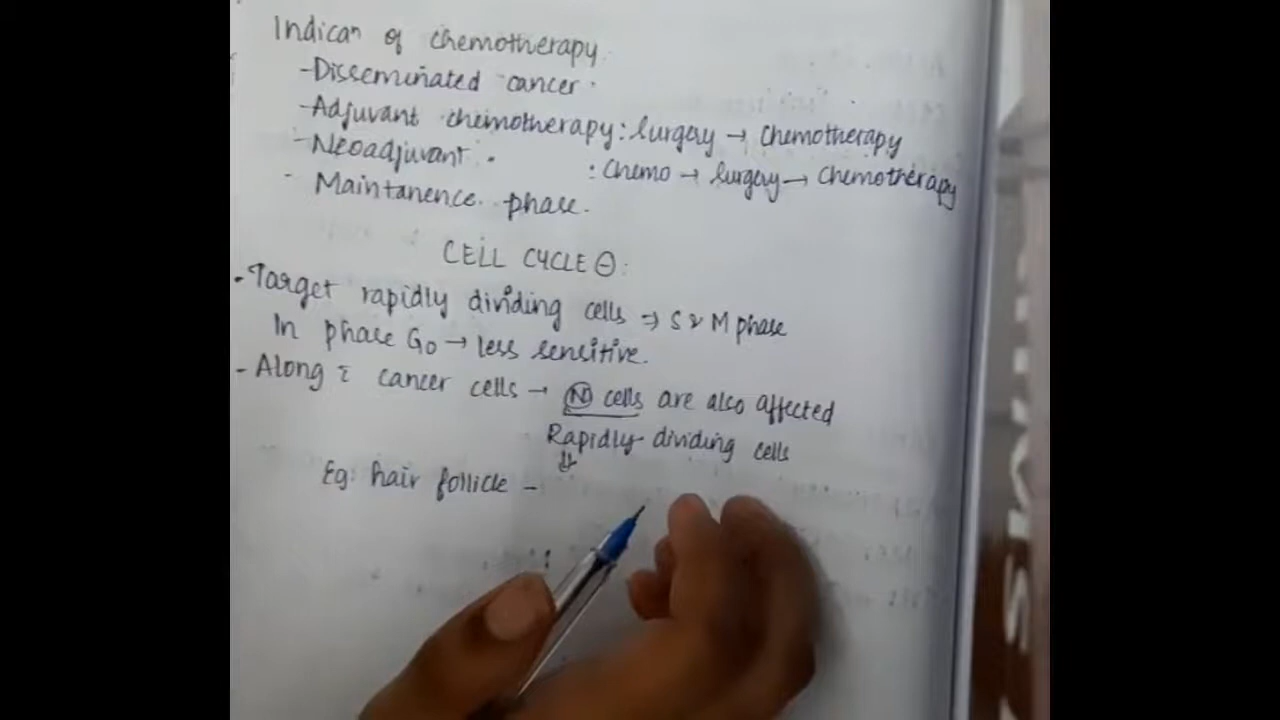 Indican of chemotherapy.
-Disseminated cancer.
-Adjuvant chemotherapy: Surgery → Chemotherapy
-Neoadjuvant . : Chemo → Surgery → Chemotherapy
- Maintanence phase.
CELL CYCLE ⊖:
- Target rapidly dividing cells → S & M phase
In phase G0 → less sensitive.
- Along c̄ cancer cells → Ⓝ cells are also affected
Rapidly dividing cells
⇓
Eg: hair follicle -